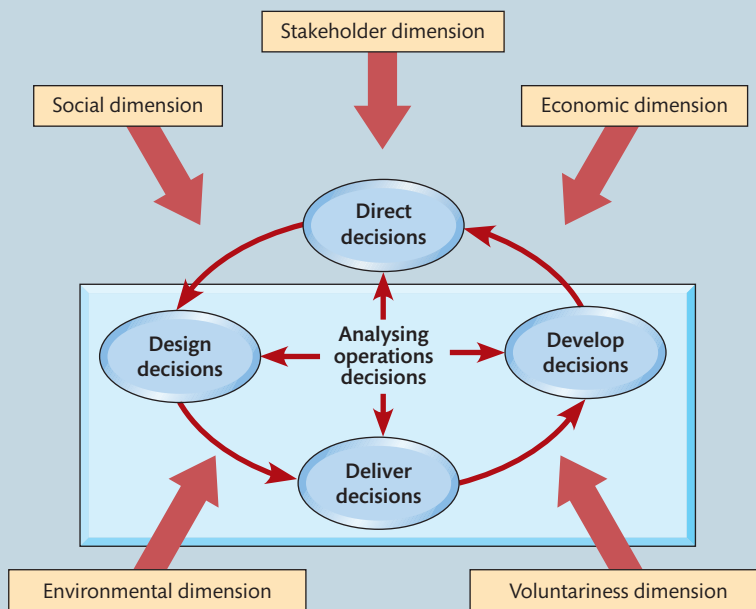 Stakeholder dimension
Social dimension
Economic dimension
Direct
decisions
Design
decisions
Analysing
operations
decisions
Develop
decisions
Deliver
decisions
Environmental dimension
Voluntariness dimension